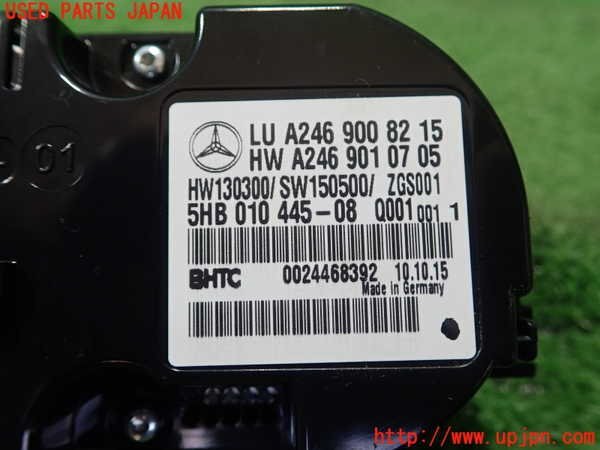 USED PARTS JAPAN
01
LU A246 900 82 15
HW A246 901 07 05
HW130300/ SW150500/ ZGS001
5HB 010 445-08 Q001 001 1
BHTC 0024468392 10.10.15
Made in Germany
http://www.upjpn.com/